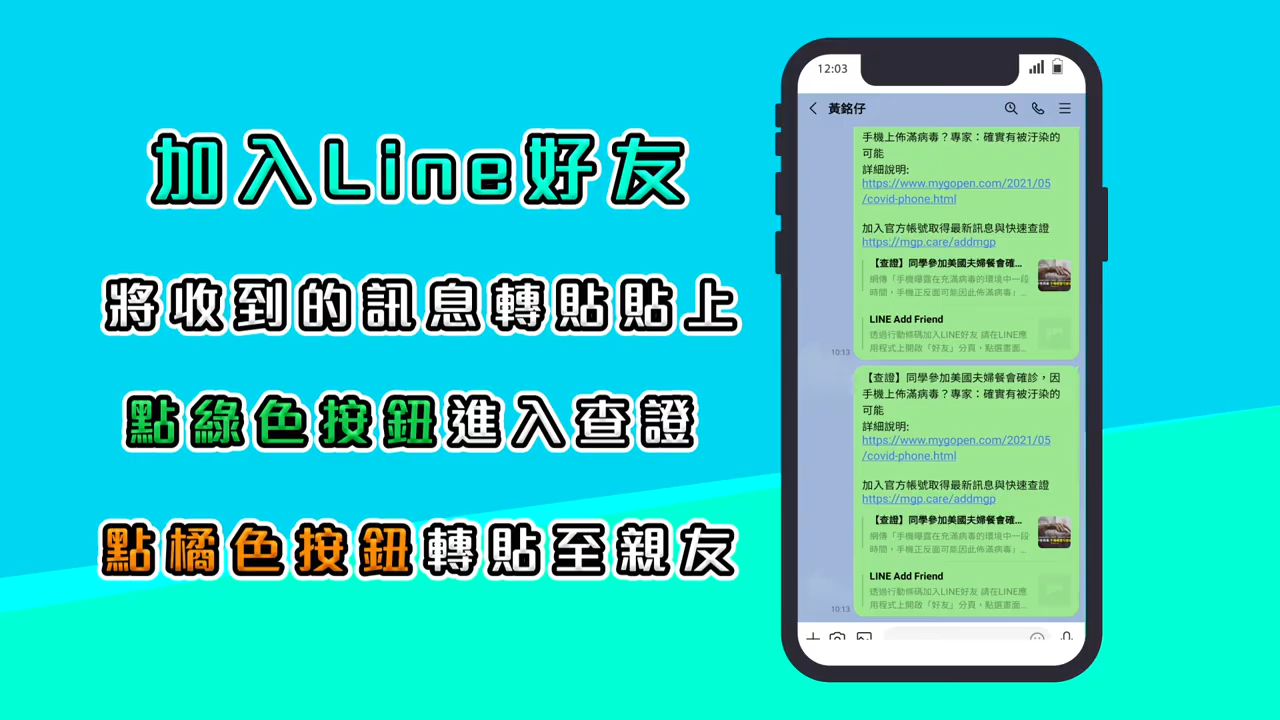 加入Line好友
將收到的訊息轉貼貼上
點綠色按鈕進入查證
點橘色按鈕轉貼至親友
12:03
黃銘仔
手機上佈滿病毒？專家：確實有被汙染的
可能
詳細說明:
https://www.mygopen.com/2021/05
/covid-phone.html
加入官方帳號取得最新訊息與快速查證
https://mgp.care/addmgp
【查證】同學參加美國夫婦餐會確...
網傳「手機曝露在充滿病毒的環境中一段
時間，手機正反面可能因此佈滿病毒」...
LINE Add Friend
透過行動條碼加入LINE好友 請在LINE應
用程式上開啟「好友」分頁，點選畫面...
10:13
【查證】同學參加美國夫婦餐會確診，因
手機上佈滿病毒？專家：確實有被汙染的
可能
詳細說明:
https://www.mygopen.com/2021/05
/covid-phone.html
加入官方帳號取得最新訊息與快速查證
https://mgp.care/addmgp
【查證】同學參加美國夫婦餐會確...
網傳「手機曝露在充滿病毒的環境中一段
時間，手機正反面可能因此佈滿病毒」...
LINE Add Friend
透過行動條碼加入LINE好友 請在LINE應
用程式上開啟「好友」分頁，點選畫面...
10:13